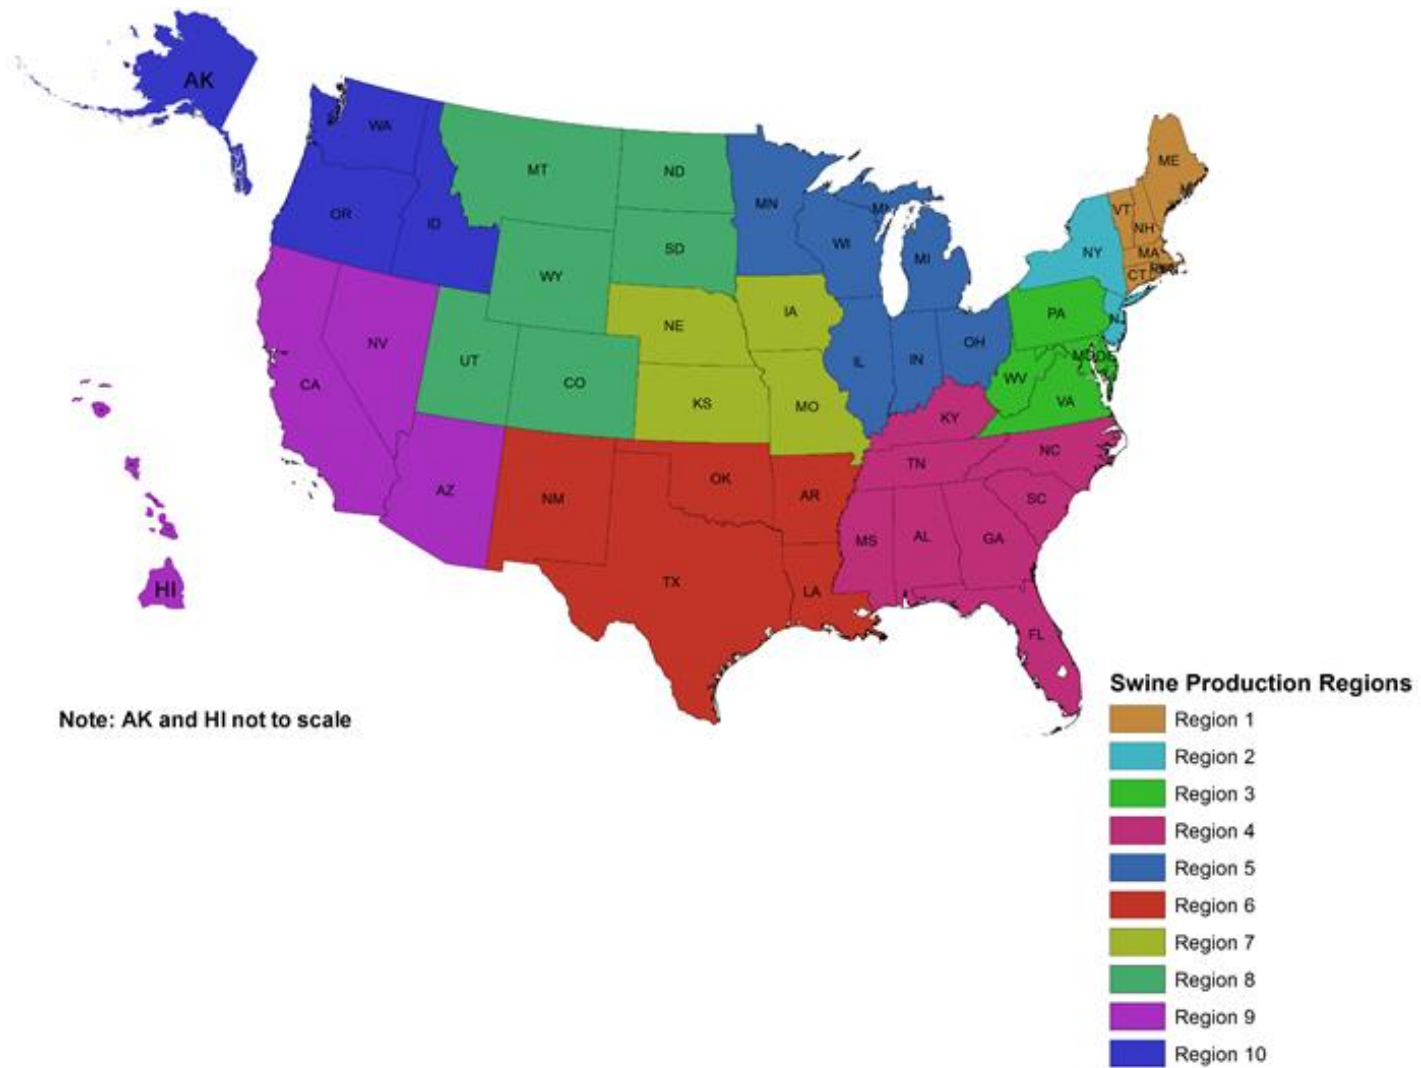 AK
WA
MT
ND
MN
ME
OR
ID
SD
WI
MI
VT
NH
NY
MA
CT
WY
NE
IA
PA
NV
UT
CO
IL
IN
OH
CA
KS
MO
WV
VA
KY
NC
TN
AZ
NM
OK
AR
SC
MS
AL
GA
HI
TX
LA
FL
Note: AK and HI not to scale
Swine Production Regions
Region 1
Region 2
Region 3
Region 4
Region 5
Region 6
Region 7
Region 8
Region 9
Region 10